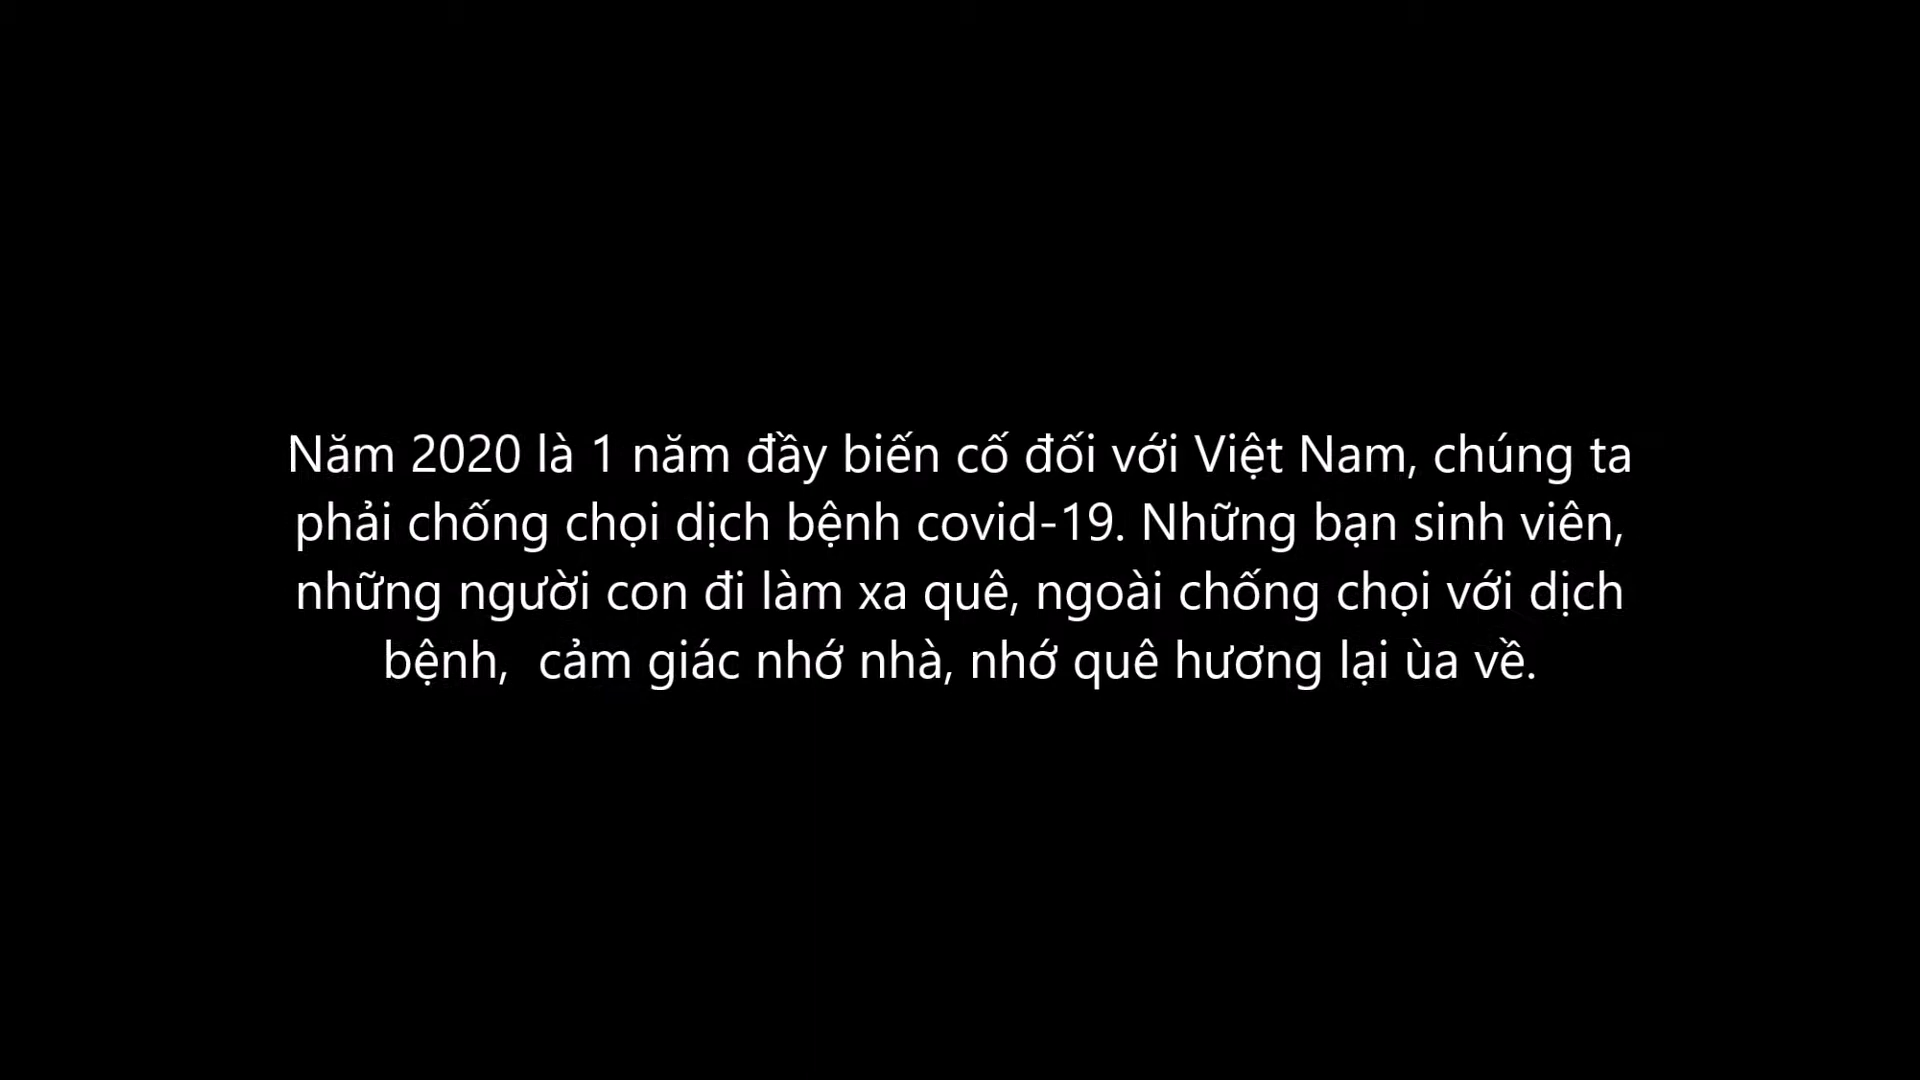 Năm 2020 là 1 năm đầy biến cố đối với Việt Nam, chúng ta
phải chống chọi dịch bệnh covid-19. Những bạn sinh viên,
những người con đi làm xa quê, ngoài chống chọi với dịch
bệnh,  cảm giác nhớ nhà, nhớ quê hương lại ùa về.